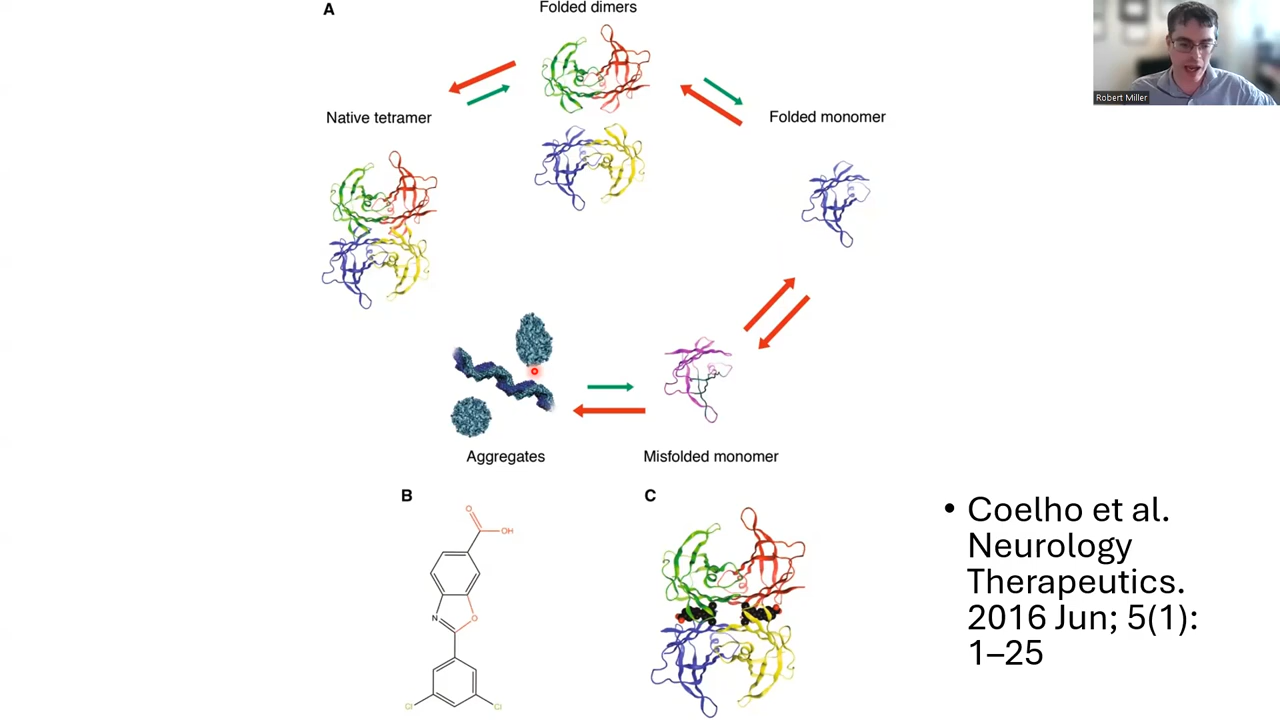 A
Folded dimers
Native tetramer
Folded monomer
Robert Miller
Aggregates
Misfolded monomer
B
O
OH
N
O
Cl
Cl
C
• Coelho et al.
Neurology
Therapeutics.
2016 Jun; 5(1):
1–25